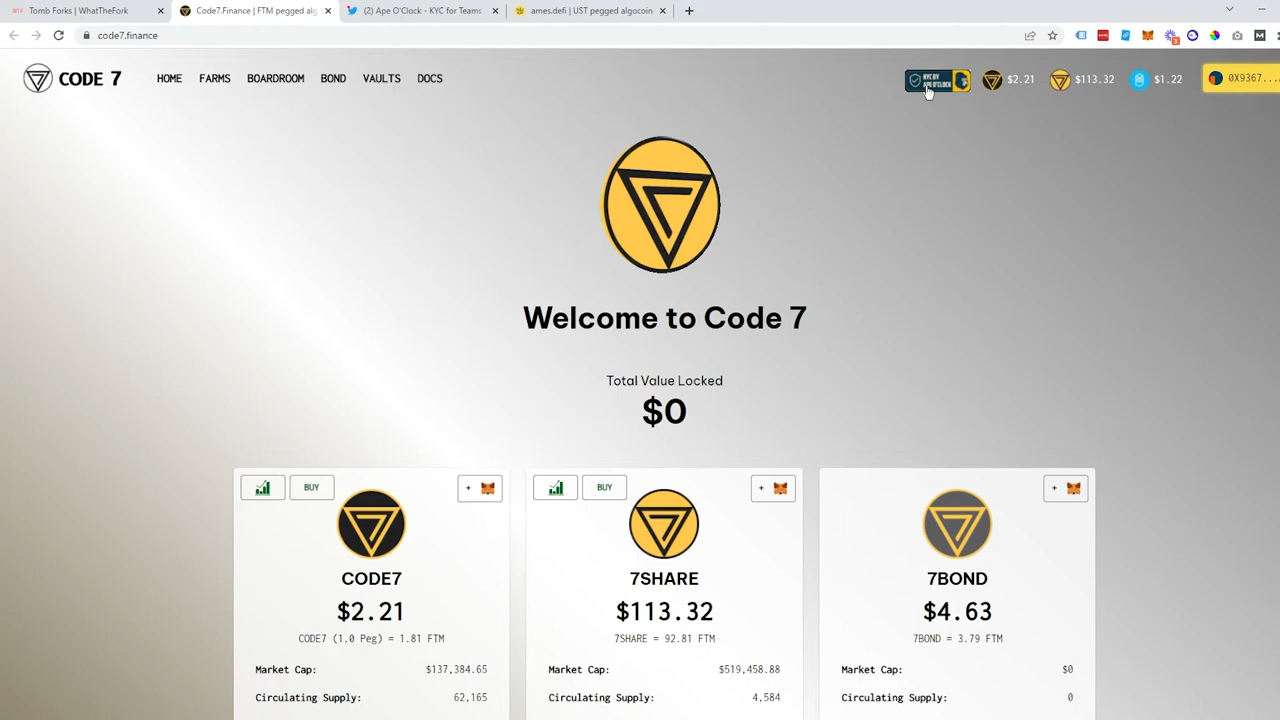 Tomb Forks | WhatTheFork
Code7.Finance | FTM pegged alg
(2) Ape O'Clock - KYC for Teams
ames.defi | UST pegged algocoin
code7.finance
CODE 7
HOME
FARMS
BOARDROOM
BOND
VAULTS
DOCS
KYC BY
APE O'CLOCK
$2.21
$113.32
$1.22
0X9367...
Welcome to Code 7
Total Value Locked
$0
BUY
+
BUY
+
+
CODE7
7SHARE
7BOND
$2.21
$113.32
$4.63
CODE7 (1.0 Peg) = 1.81 FTM
7SHARE = 92.81 FTM
7BOND = 3.79 FTM
Market Cap: $137,384.65
Market Cap: $519,458.88
Market Cap: $0
Circulating Supply: 62,165
Circulating Supply: 4,584
Circulating Supply: 0